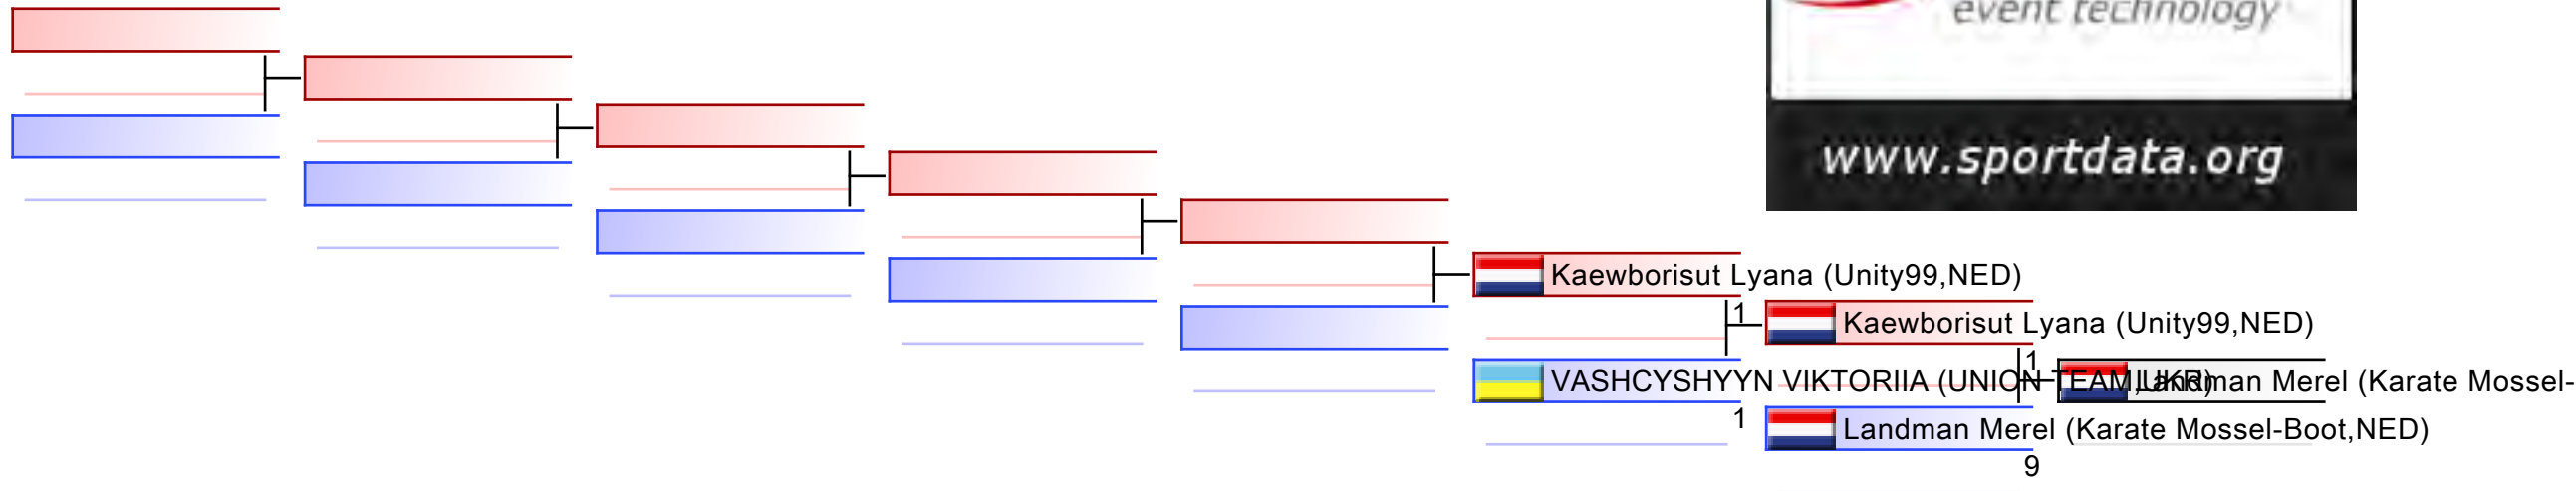 event technology
www.sportdata.org
Kaewborisut Lyana (Unity99,NED)
1
Kaewborisut Lyana (Unity99,NED)
1
VASHCYSHYYN VIKTORIIA (UNION TEAM,UKR)
Landman Merel (Karate Mossel-
1
Landman Merel (Karate Mossel-Boot,NED)
9